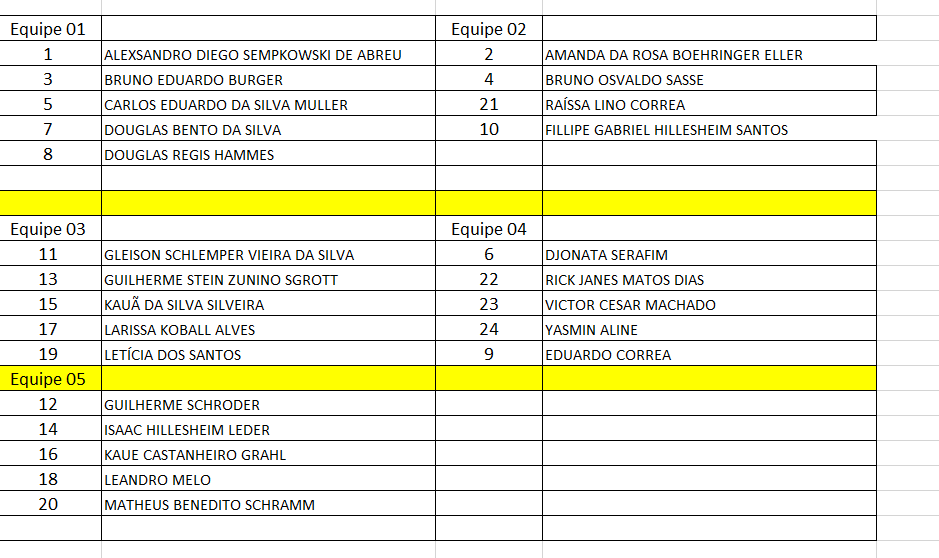 Equipe 01 Equipe 02
1 ALEXSANDRO DIEGO SEMPKOWSKI DE ABREU 2 AMANDA DA ROSA BOEHRINGER ELLER
3 BRUNO EDUARDO BURGER 4 BRUNO OSVALDO SASSE
5 CARLOS EDUARDO DA SILVA MULLER 21 RAÍSSA LINO CORREA
7 DOUGLAS BENTO DA SILVA 10 FILLIPE GABRIEL HILLESHEIM SANTOS
8 DOUGLAS REGIS HAMMES
Equipe 03 Equipe 04
11 GLEISON SCHLEMPER VIEIRA DA SILVA 6 DJONATA SERAFIM
13 GUILHERME STEIN ZUNINO SGROTT 22 RICK JANES MATOS DIAS
15 KAUÃ DA SILVA SILVEIRA 23 VICTOR CESAR MACHADO
17 LARISSA KOBALL ALVES 24 YASMIN ALINE
19 LETÍCIA DOS SANTOS 9 EDUARDO CORREA
Equipe 05
12 GUILHERME SCHRODER
14 ISAAC HILLESHEIM LEDER
16 KAUE CASTANHEIRO GRAHL
18 LEANDRO MELO
20 MATHEUS BENEDITO SCHRAMM